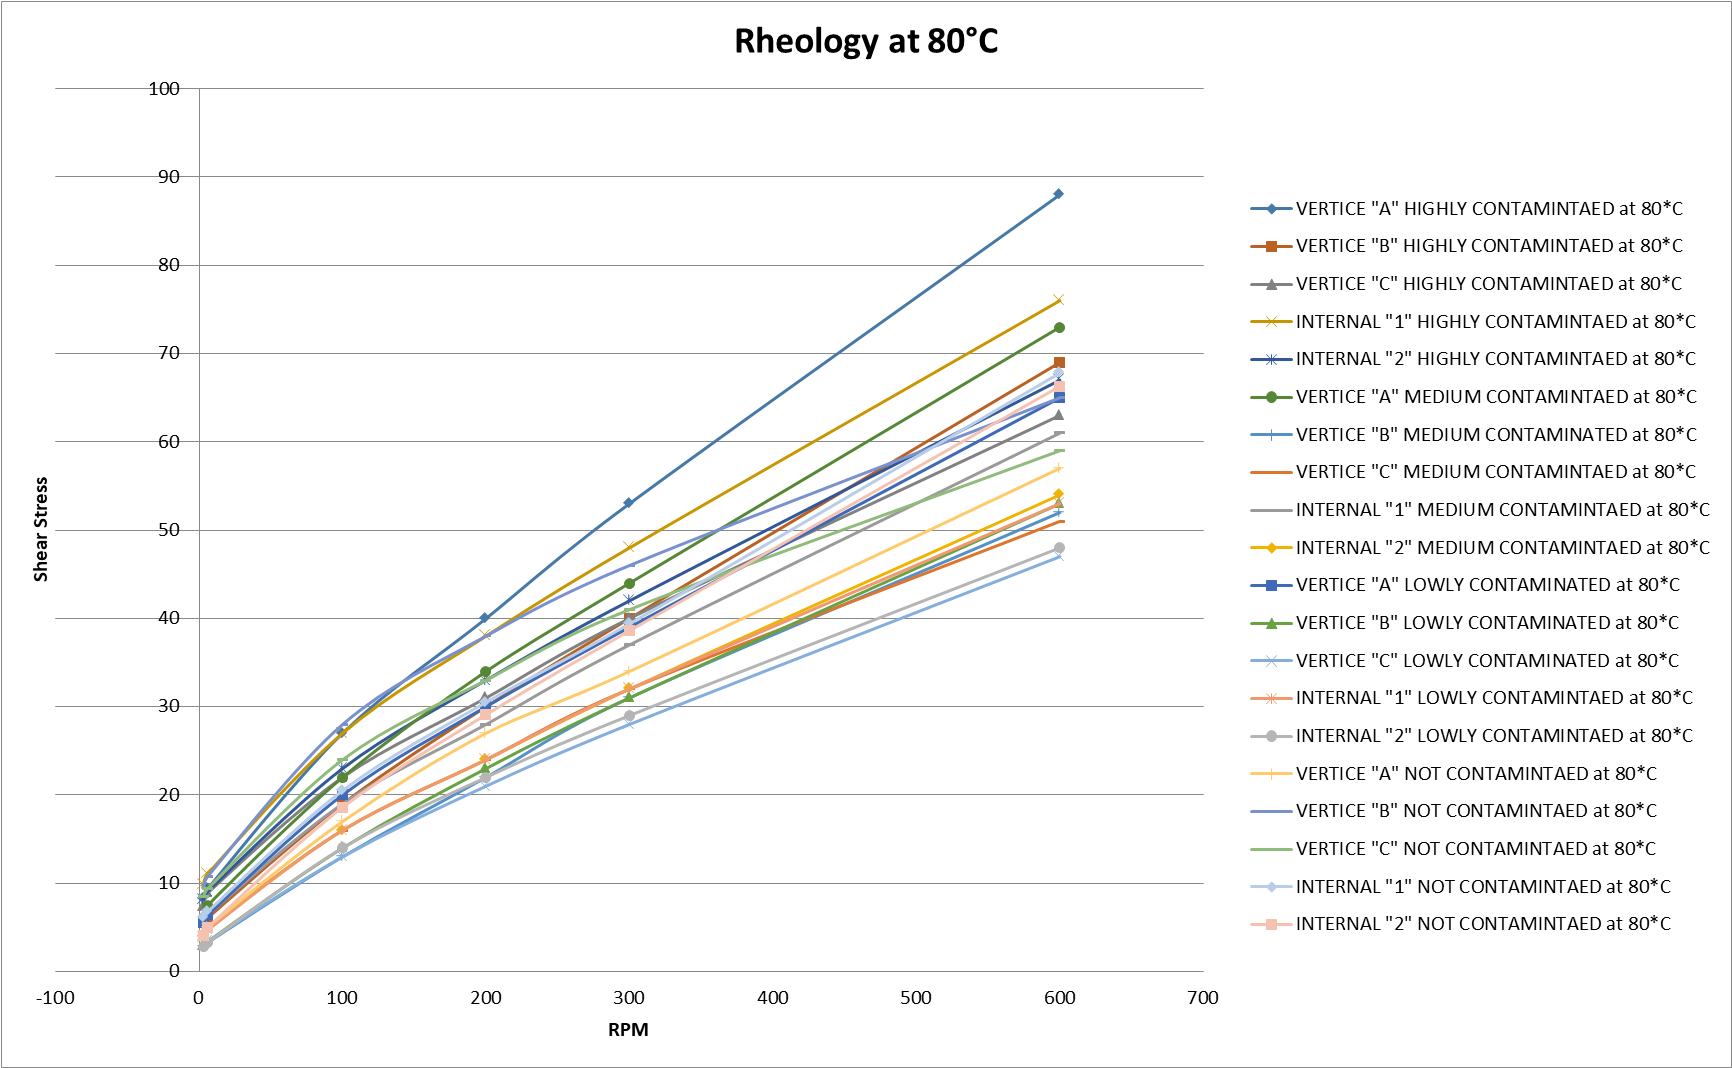 Rheology at 80°C
100
90
80
70
60
50
40
30
20
10
0
Shear Stress
-100 0 100 200 300 400 500 600 700
RPM
VERTICE "A" HIGHLY CONTAMINTAED at 80*C
VERTICE "B" HIGHLY CONTAMINTAED at 80*C
VERTICE "C" HIGHLY CONTAMINTAED at 80*C
INTERNAL "1" HIGHLY CONTAMINTAED at 80*C
INTERNAL "2" HIGHLY CONTAMINTAED at 80*C
VERTICE "A" MEDIUM CONTAMINTAED at 80*C
VERTICE "B" MEDIUM CONTAMINATED at 80*C
VERTICE "C" MEDIUM CONTAMINTAED at 80*C
INTERNAL "1" MEDIUM CONTAMINTAED at 80*C
INTERNAL "2" MEDIUM CONTAMINTAED at 80*C
VERTICE "A" LOWLY CONTAMINATED at 80*C
VERTICE "B" LOWLY CONTAMINATED at 80*C
VERTICE "C" LOWLY CONTAMINATED at 80*C
INTERNAL "1" LOWLY CONTAMINTAED at 80*C
INTERNAL "2" LOWLY CONTAMINTAED at 80*C
VERTICE "A" NOT CONTAMINTAED at 80*C
VERTICE "B" NOT CONTAMINTAED at 80*C
VERTICE "C" NOT CONTAMINTAED at 80*C
INTERNAL "1" NOT CONTAMINTAED at 80*C
INTERNAL "2" NOT CONTAMINTAED at 80*C